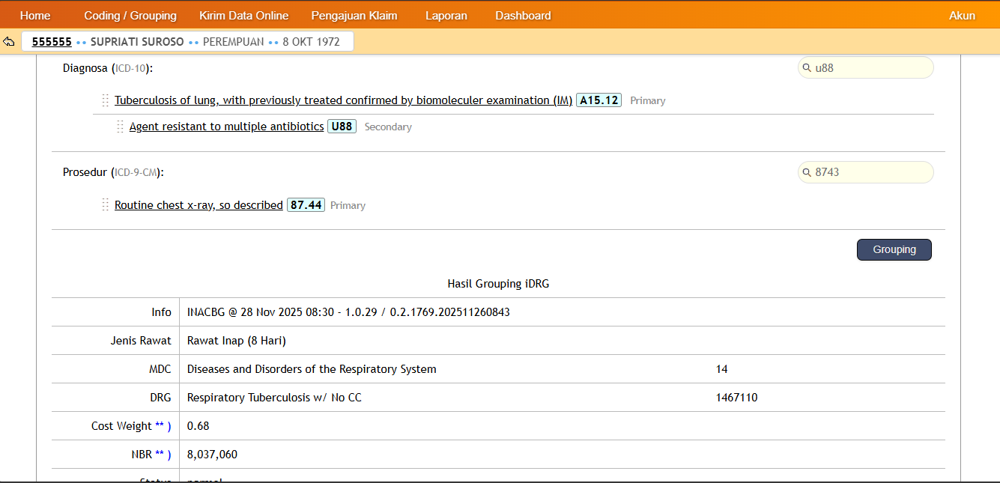 Home Coding / Grouping Kirim Data Online Pengajuan Klaim Laporan Dashboard Akun
555555 •• SUPRIATI SUROSO •• PEREMPUAN •• 8 OKT 1972
Diagnosa (ICD-10): u88
Tuberculosis of lung, with previously treated confirmed by biomoleculer examination (IM) A15.12 Primary
Agent resistant to multiple antibiotics U88 Secondary
Prosedur (ICD-9-CM): 8743
Routine chest x-ray, so described 87.44 Primary
Grouping
Hasil Grouping iDRG
Info INACBG @ 28 Nov 2025 08:30 - 1.0.29 / 0.2.1769.202511260843
Jenis Rawat Rawat Inap (8 Hari)
MDC Diseases and Disorders of the Respiratory System 14
DRG Respiratory Tuberculosis w/ No CC 1467110
Cost Weight ** ) 0.68
NBR ** ) 8,037,060
Status normal